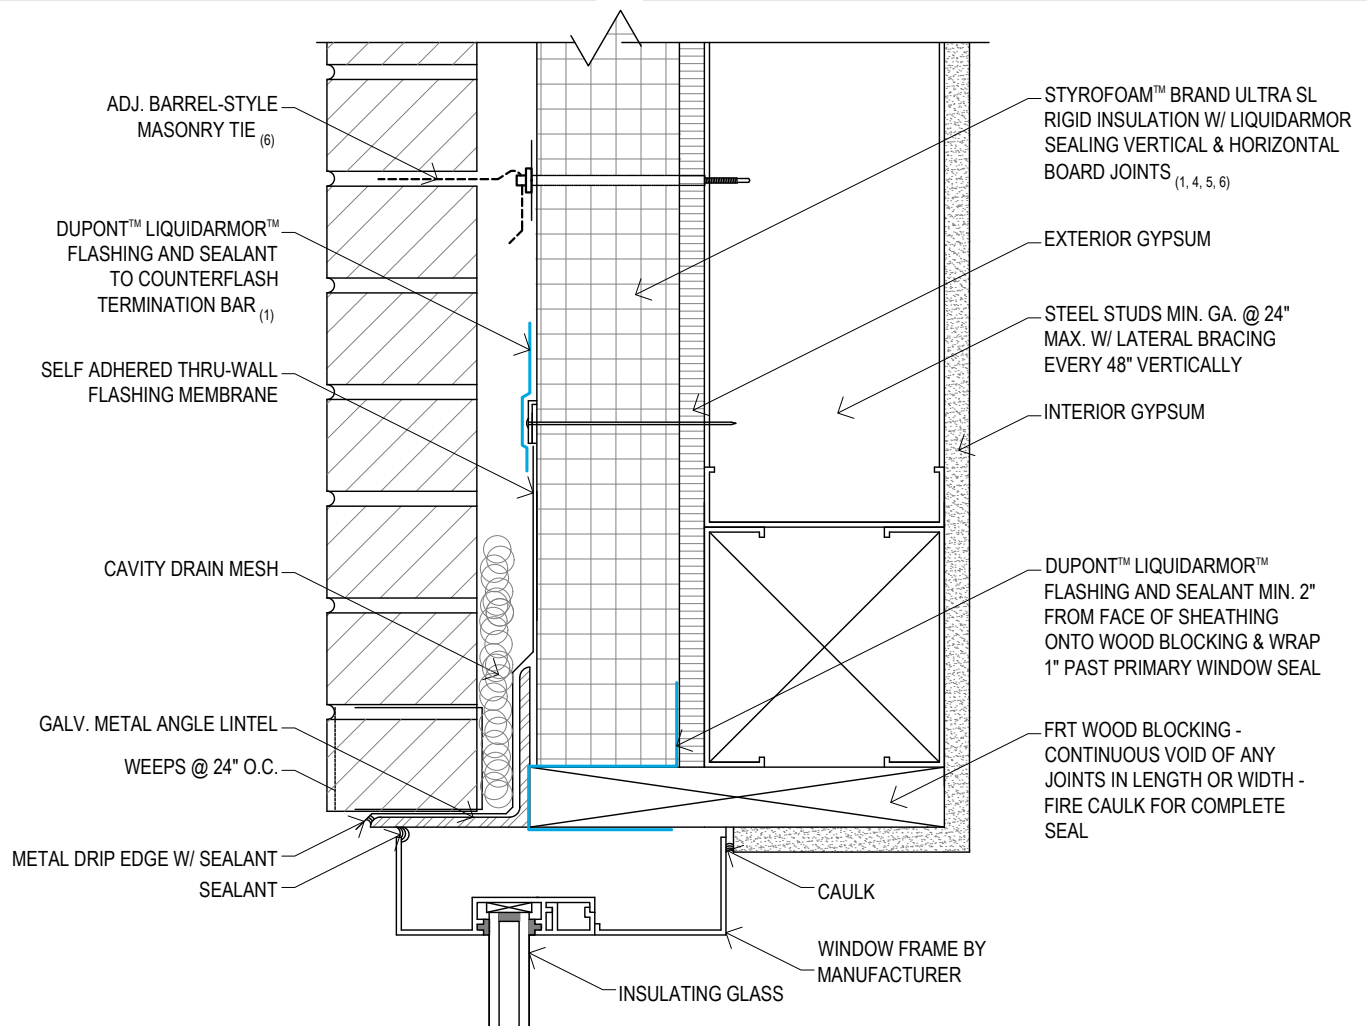 ADJ. BARREL-STYLE
MASONRY TIE (6)
DUPONT™ LIQUIDARMOR™
FLASHING AND SEALANT
TO COUNTERFLASH
TERMINATION BAR (1)
SELF ADHERED THRU-WALL
FLASHING MEMBRANE
CAVITY DRAIN MESH
GALV. METAL ANGLE LINTEL
WEEPS @ 24" O.C.
METAL DRIP EDGE W/ SEALANT
SEALANT
STYROFOAM™ BRAND ULTRA SL
RIGID INSULATION W/ LIQUIDARMOR
SEALING VERTICAL & HORIZONTAL
BOARD JOINTS (1, 4, 5, 6)
EXTERIOR GYPSUM
STEEL STUDS MIN. GA. @ 24"
MAX. W/ LATERAL BRACING
EVERY 48" VERTICALLY
INTERIOR GYPSUM
DUPONT™ LIQUIDARMOR™
FLASHING AND SEALANT MIN. 2"
FROM FACE OF SHEATHING
ONTO WOOD BLOCKING & WRAP
1" PAST PRIMARY WINDOW SEAL
FRT WOOD BLOCKING -
CONTINUOUS VOID OF ANY
JOINTS IN LENGTH OR WIDTH -
FIRE CAULK FOR COMPLETE
SEAL
CAULK
WINDOW FRAME BY
MANUFACTURER
INSULATING GLASS